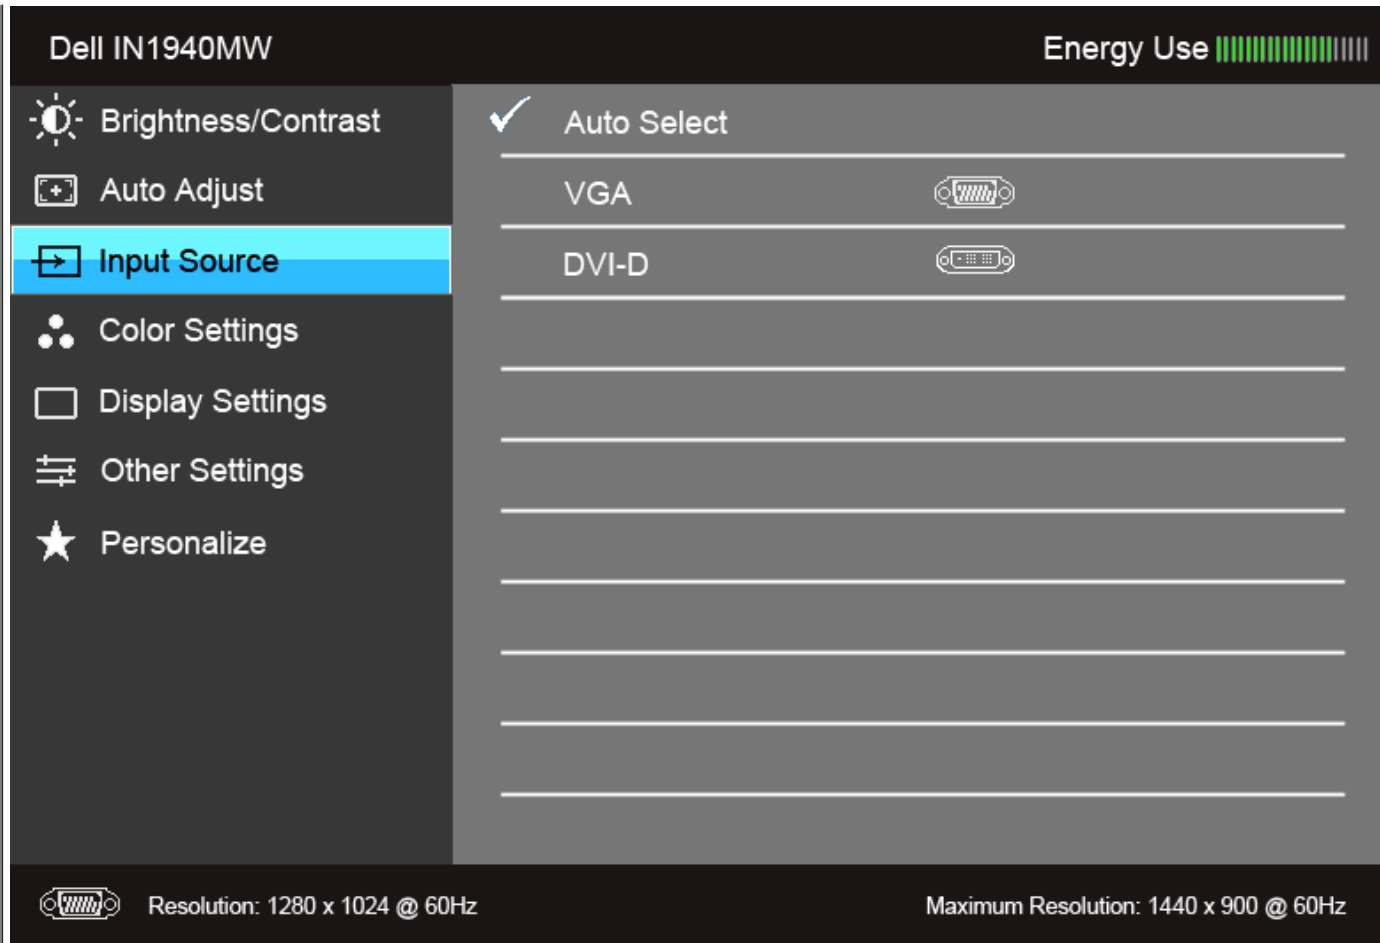 Dell IN1940MW
Energy Use
Brightness/Contrast
Auto Adjust
Input Source
Color Settings
Display Settings
Other Settings
Personalize
Auto Select
VGA
DVI-D
Resolution: 1280 x 1024 @ 60Hz
Maximum Resolution: 1440 x 900 @ 60Hz